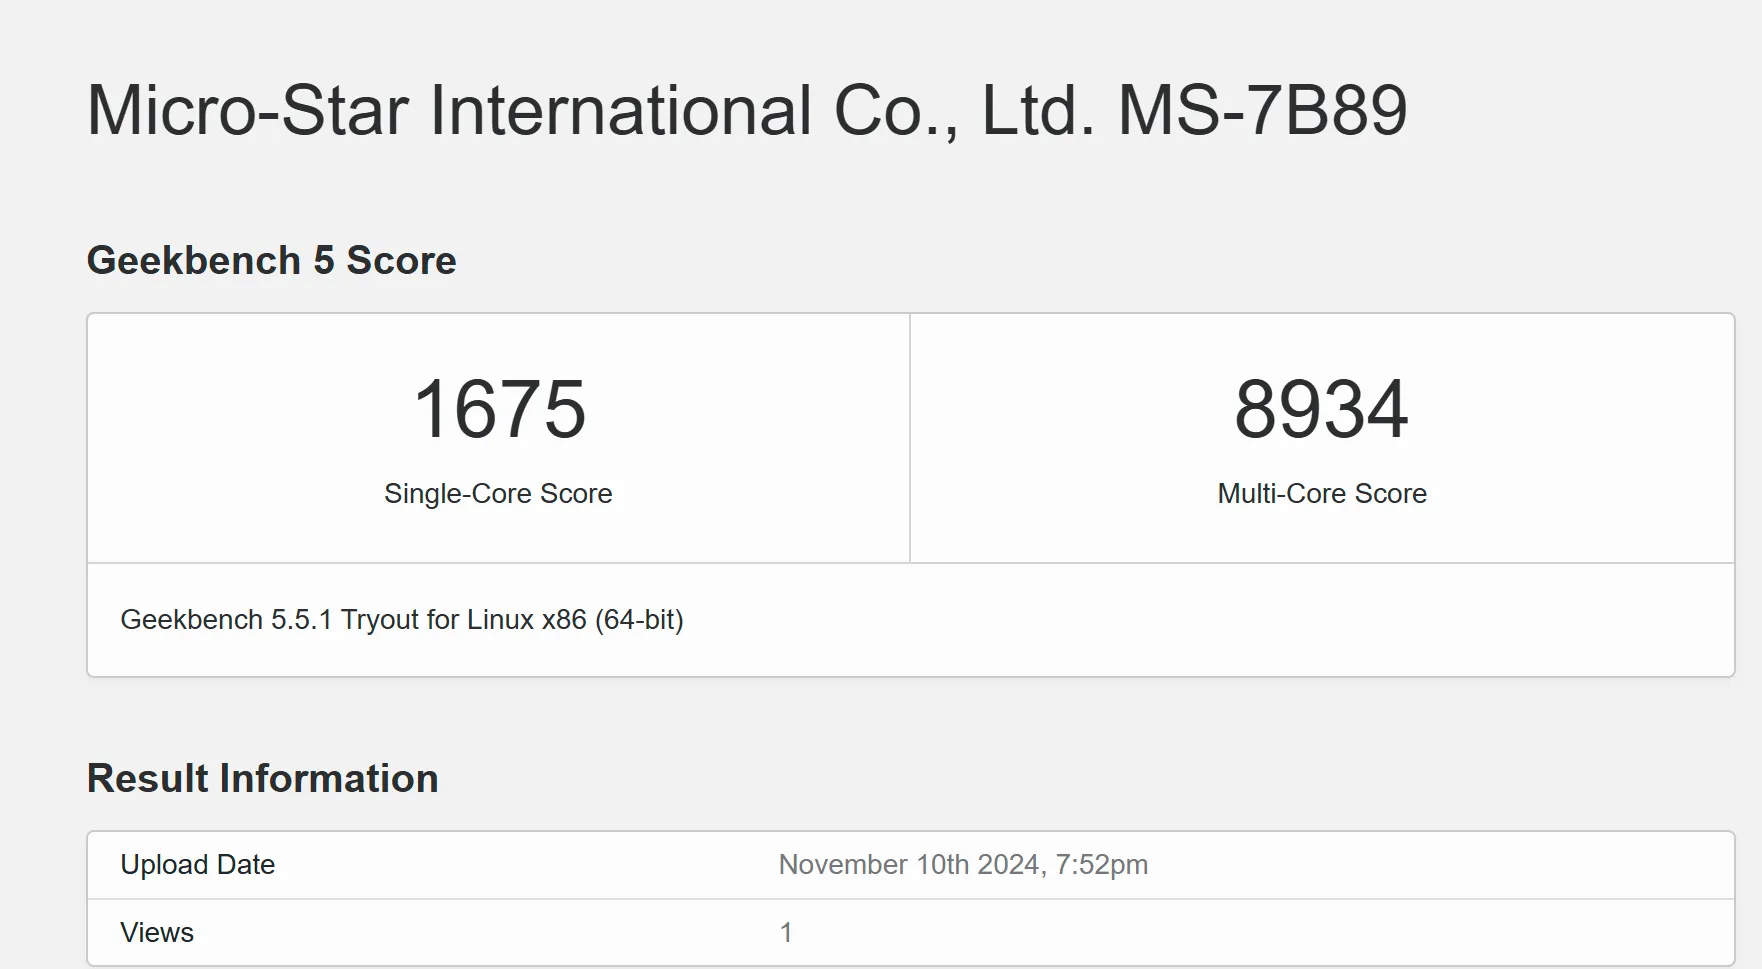 Micro-Star International Co., Ltd. MS-7B89
Geekbench 5 Score
1675
Single-Core Score
8934
Multi-Core Score
Geekbench 5.5.1 Tryout for Linux x86 (64-bit)
Result Information
Upload Date November 10th 2024, 7:52pm
Views 1